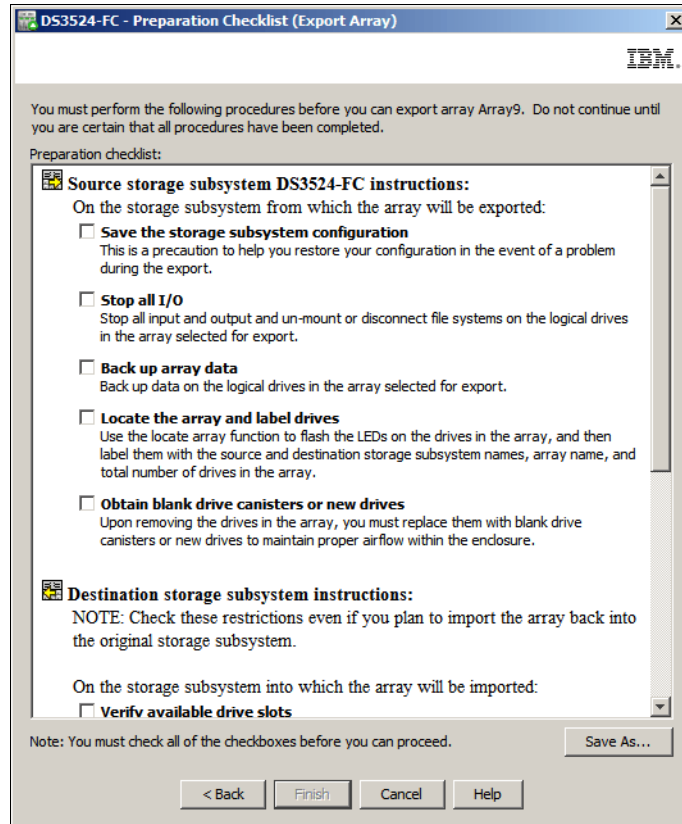 DS3524-FC - Preparation Checklist (Export Array)
IBM.
You must perform the following procedures before you can export array Array9. Do not continue until
you are certain that all procedures have been completed.
Preparation checklist:
Source storage subsystem DS3524-FC instructions:
On the storage subsystem from which the array will be exported:
Save the storage subsystem configuration
This is a precaution to help you restore your configuration in the event of a problem
during the export.
Stop all I/O
Stop all input and output and un-mount or disconnect file systems on the logical drives
in the array selected for export.
Back up array data
Back up data on the logical drives in the array selected for export.
Locate the array and label drives
Use the locate array function to flash the LEDs on the drives in the array, and then
label them with the source and destination storage subsystem names, array name, and
total number of drives in the array.
Obtain blank drive canisters or new drives
Upon removing the drives in the array, you must replace them with blank drive
canisters or new drives to maintain proper airflow within the enclosure.
Destination storage subsystem instructions:
NOTE: Check these restrictions even if you plan to import the array back into
the original storage subsystem.
On the storage subsystem into which the array will be imported:
Verify available drive slots
Note: You must check all of the checkboxes before you can proceed.
Save As...
< Back
Finish
Cancel
Help